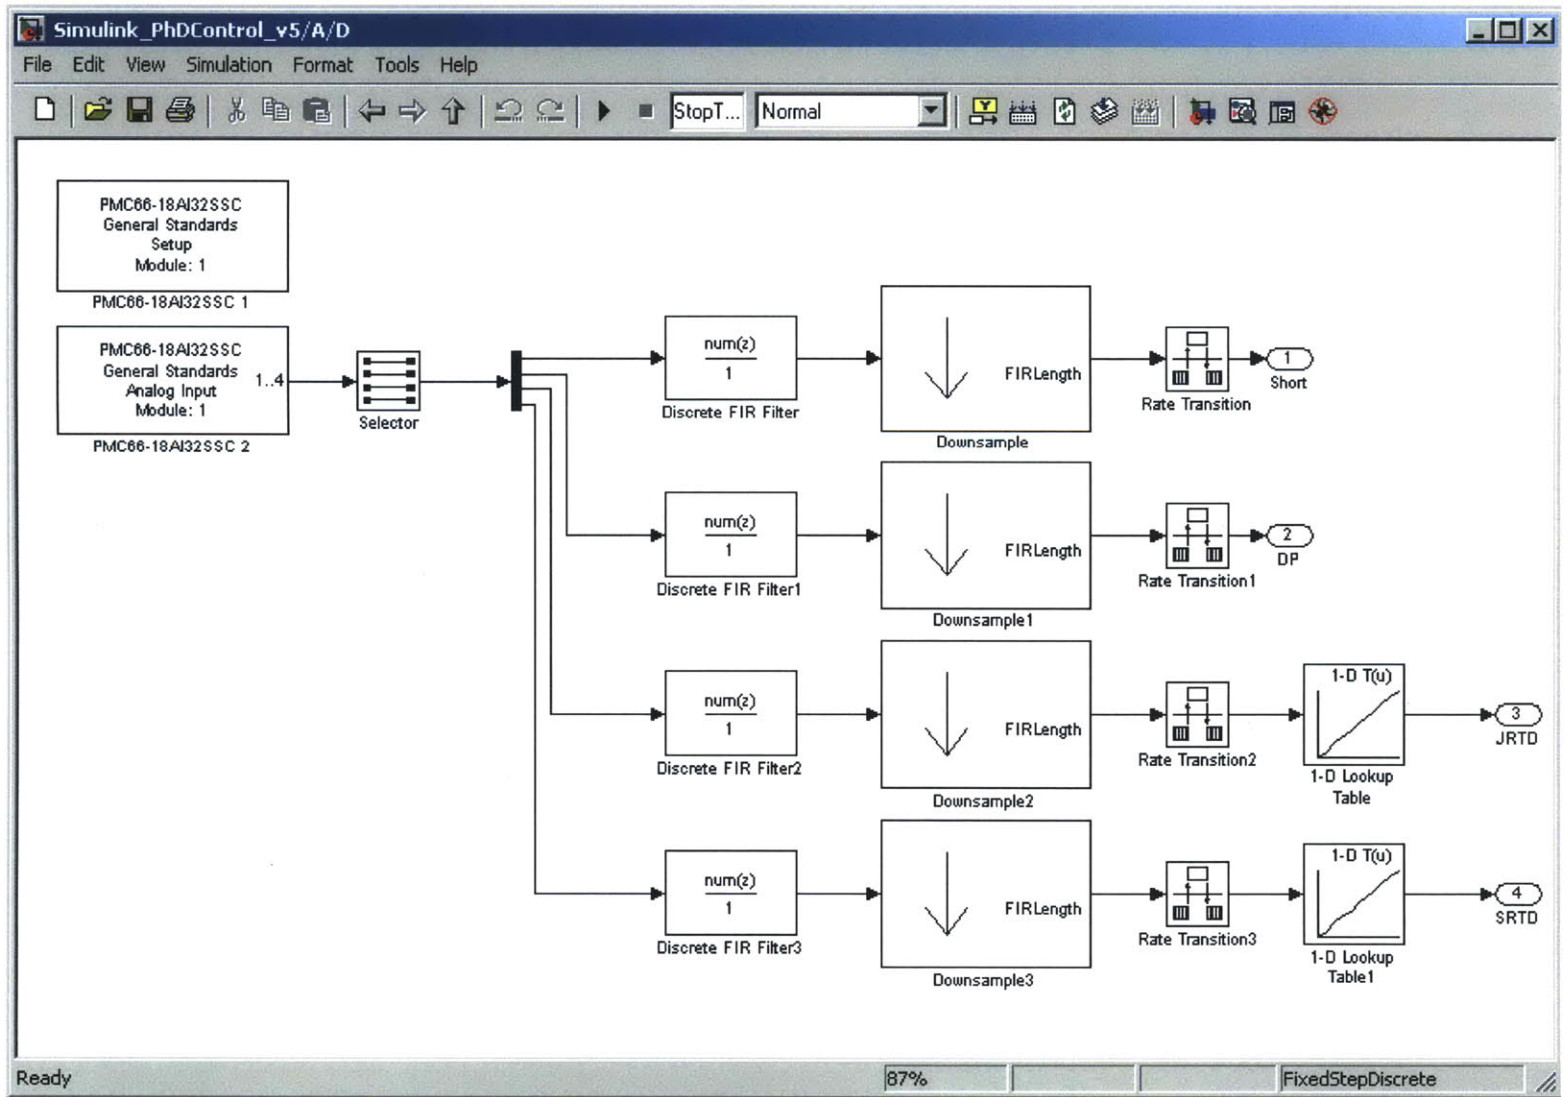 Simulink_PhDControl_v5/A/D
File Edit View Simulation Format Tools Help
StopT... Normal
PMC66-18AI32SSC
General Standards
Setup
Module: 1
PMC66-18AI32SSC 1
PMC66-18AI32SSC
General Standards
Analog Input
Module: 1
1..4
PMC66-18AI32SSC 2
Selector
num(z)
1
Discrete FIR Filter
FIRLength
Downsample
Rate Transition
1
Short
num(z)
1
Discrete FIR Filter1
FIRLength
Downsample1
Rate Transition1
2
DP
num(z)
1
Discrete FIR Filter2
FIRLength
Downsample2
Rate Transition2
1-D T(u)
1-D Lookup
Table
3
JRTD
num(z)
1
Discrete FIR Filter3
FIRLength
Downsample3
Rate Transition3
1-D T(u)
1-D Lookup
Table1
4
SRTD
Ready 87% FixedStepDiscrete